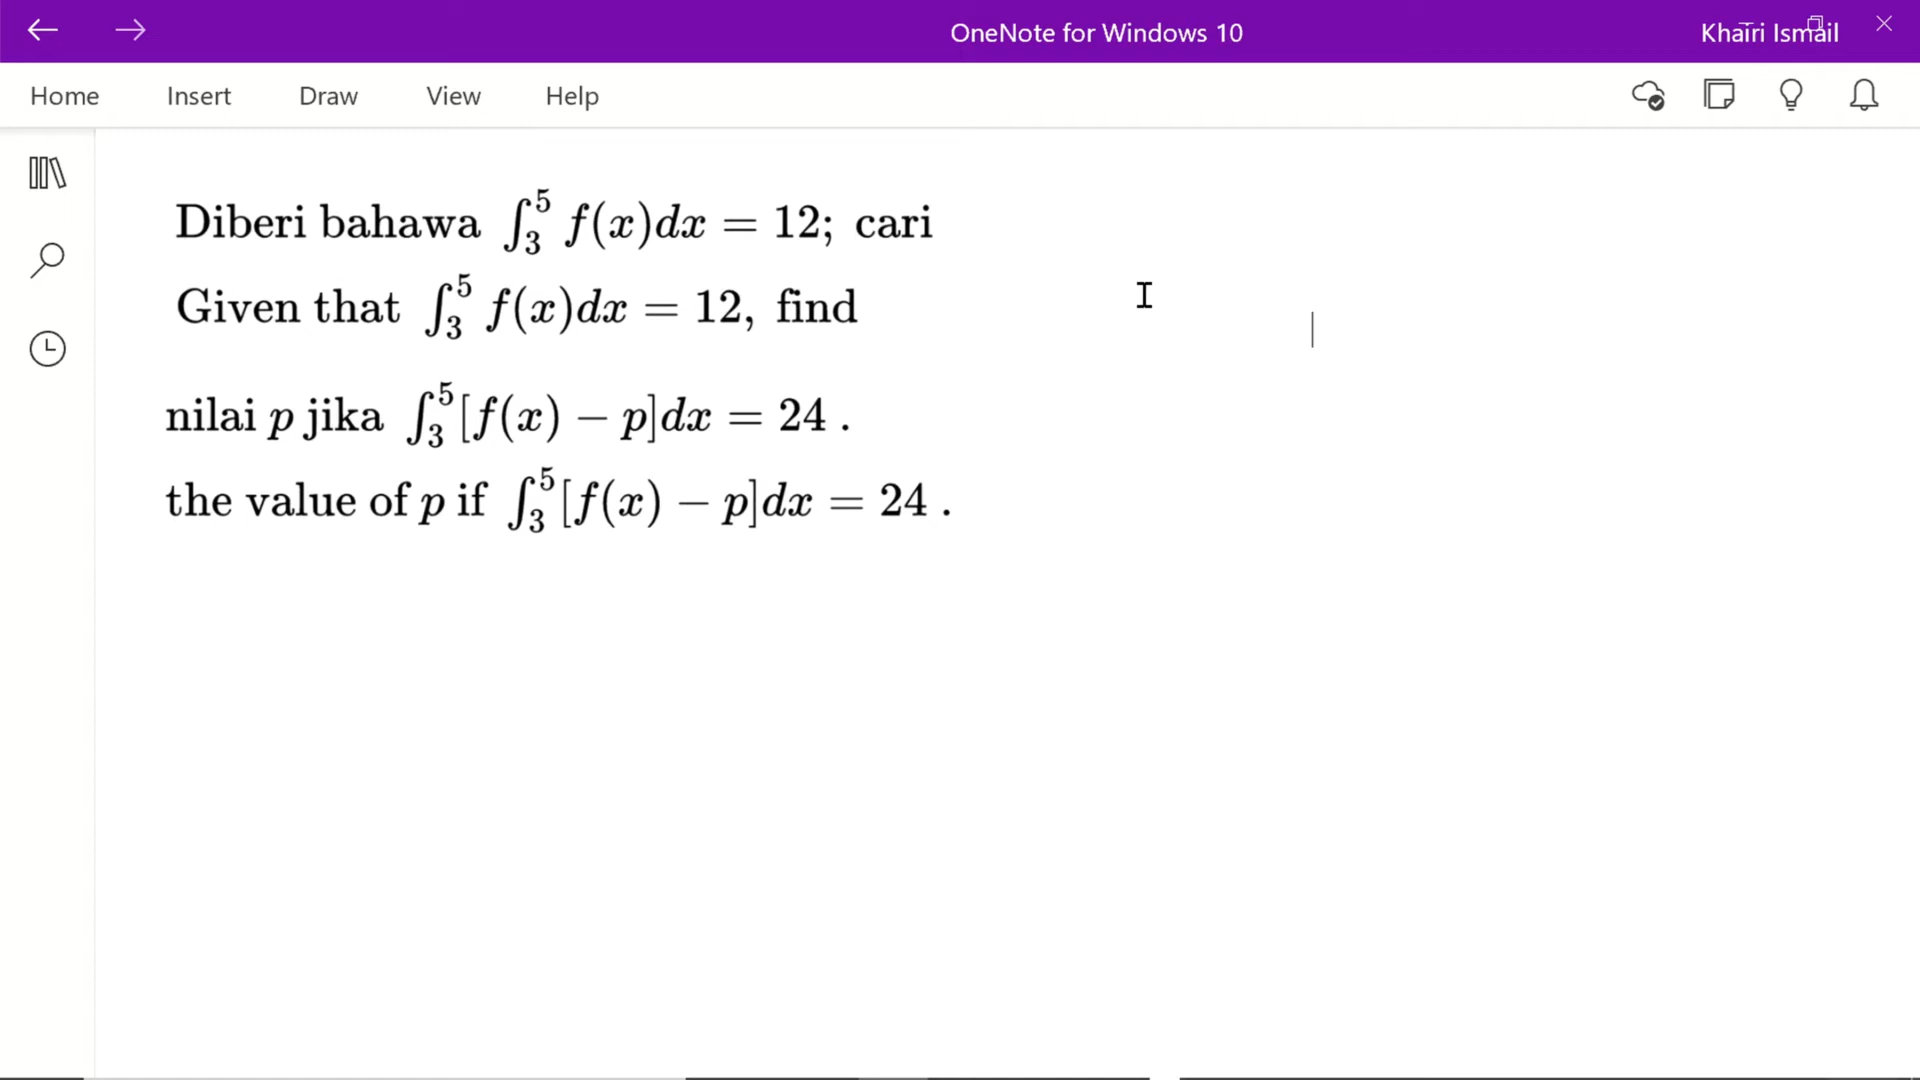 OneNote for Windows 10
Khairi Ismail
Home Insert Draw View Help
Diberi bahawa ∫₃⁵ f(x)dx = 12; cari
Given that ∫₃⁵ f(x)dx = 12, find
nilai p jika ∫₃⁵[f(x) − p]dx = 24 .
the value of p if ∫₃⁵[f(x) − p]dx = 24 .